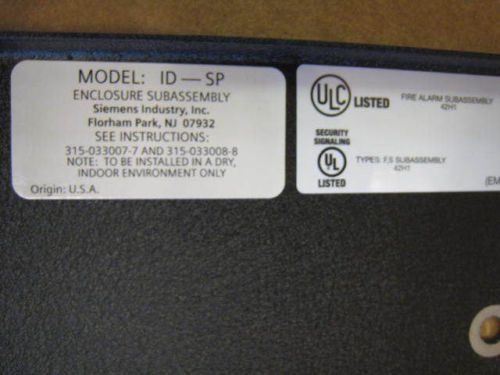 MODEL: ID — SP
ENCLOSURE SUBASSEMBLY
Siemens Industry, Inc.
Florham Park, NJ 07932
SEE INSTRUCTIONS:
315-033007-7 AND 315-033008-8
NOTE: TO BE INSTALLED IN A DRY,
INDOOR ENVIRONMENT ONLY
Origin: U.S.A.
ULC LISTED
FIRE ALARM SUBASSEMBLY
42H1
SECURITY
SIGNALING
UL
LISTED
TYPES: F,S SUBASSEMBLY
42H1
(EM